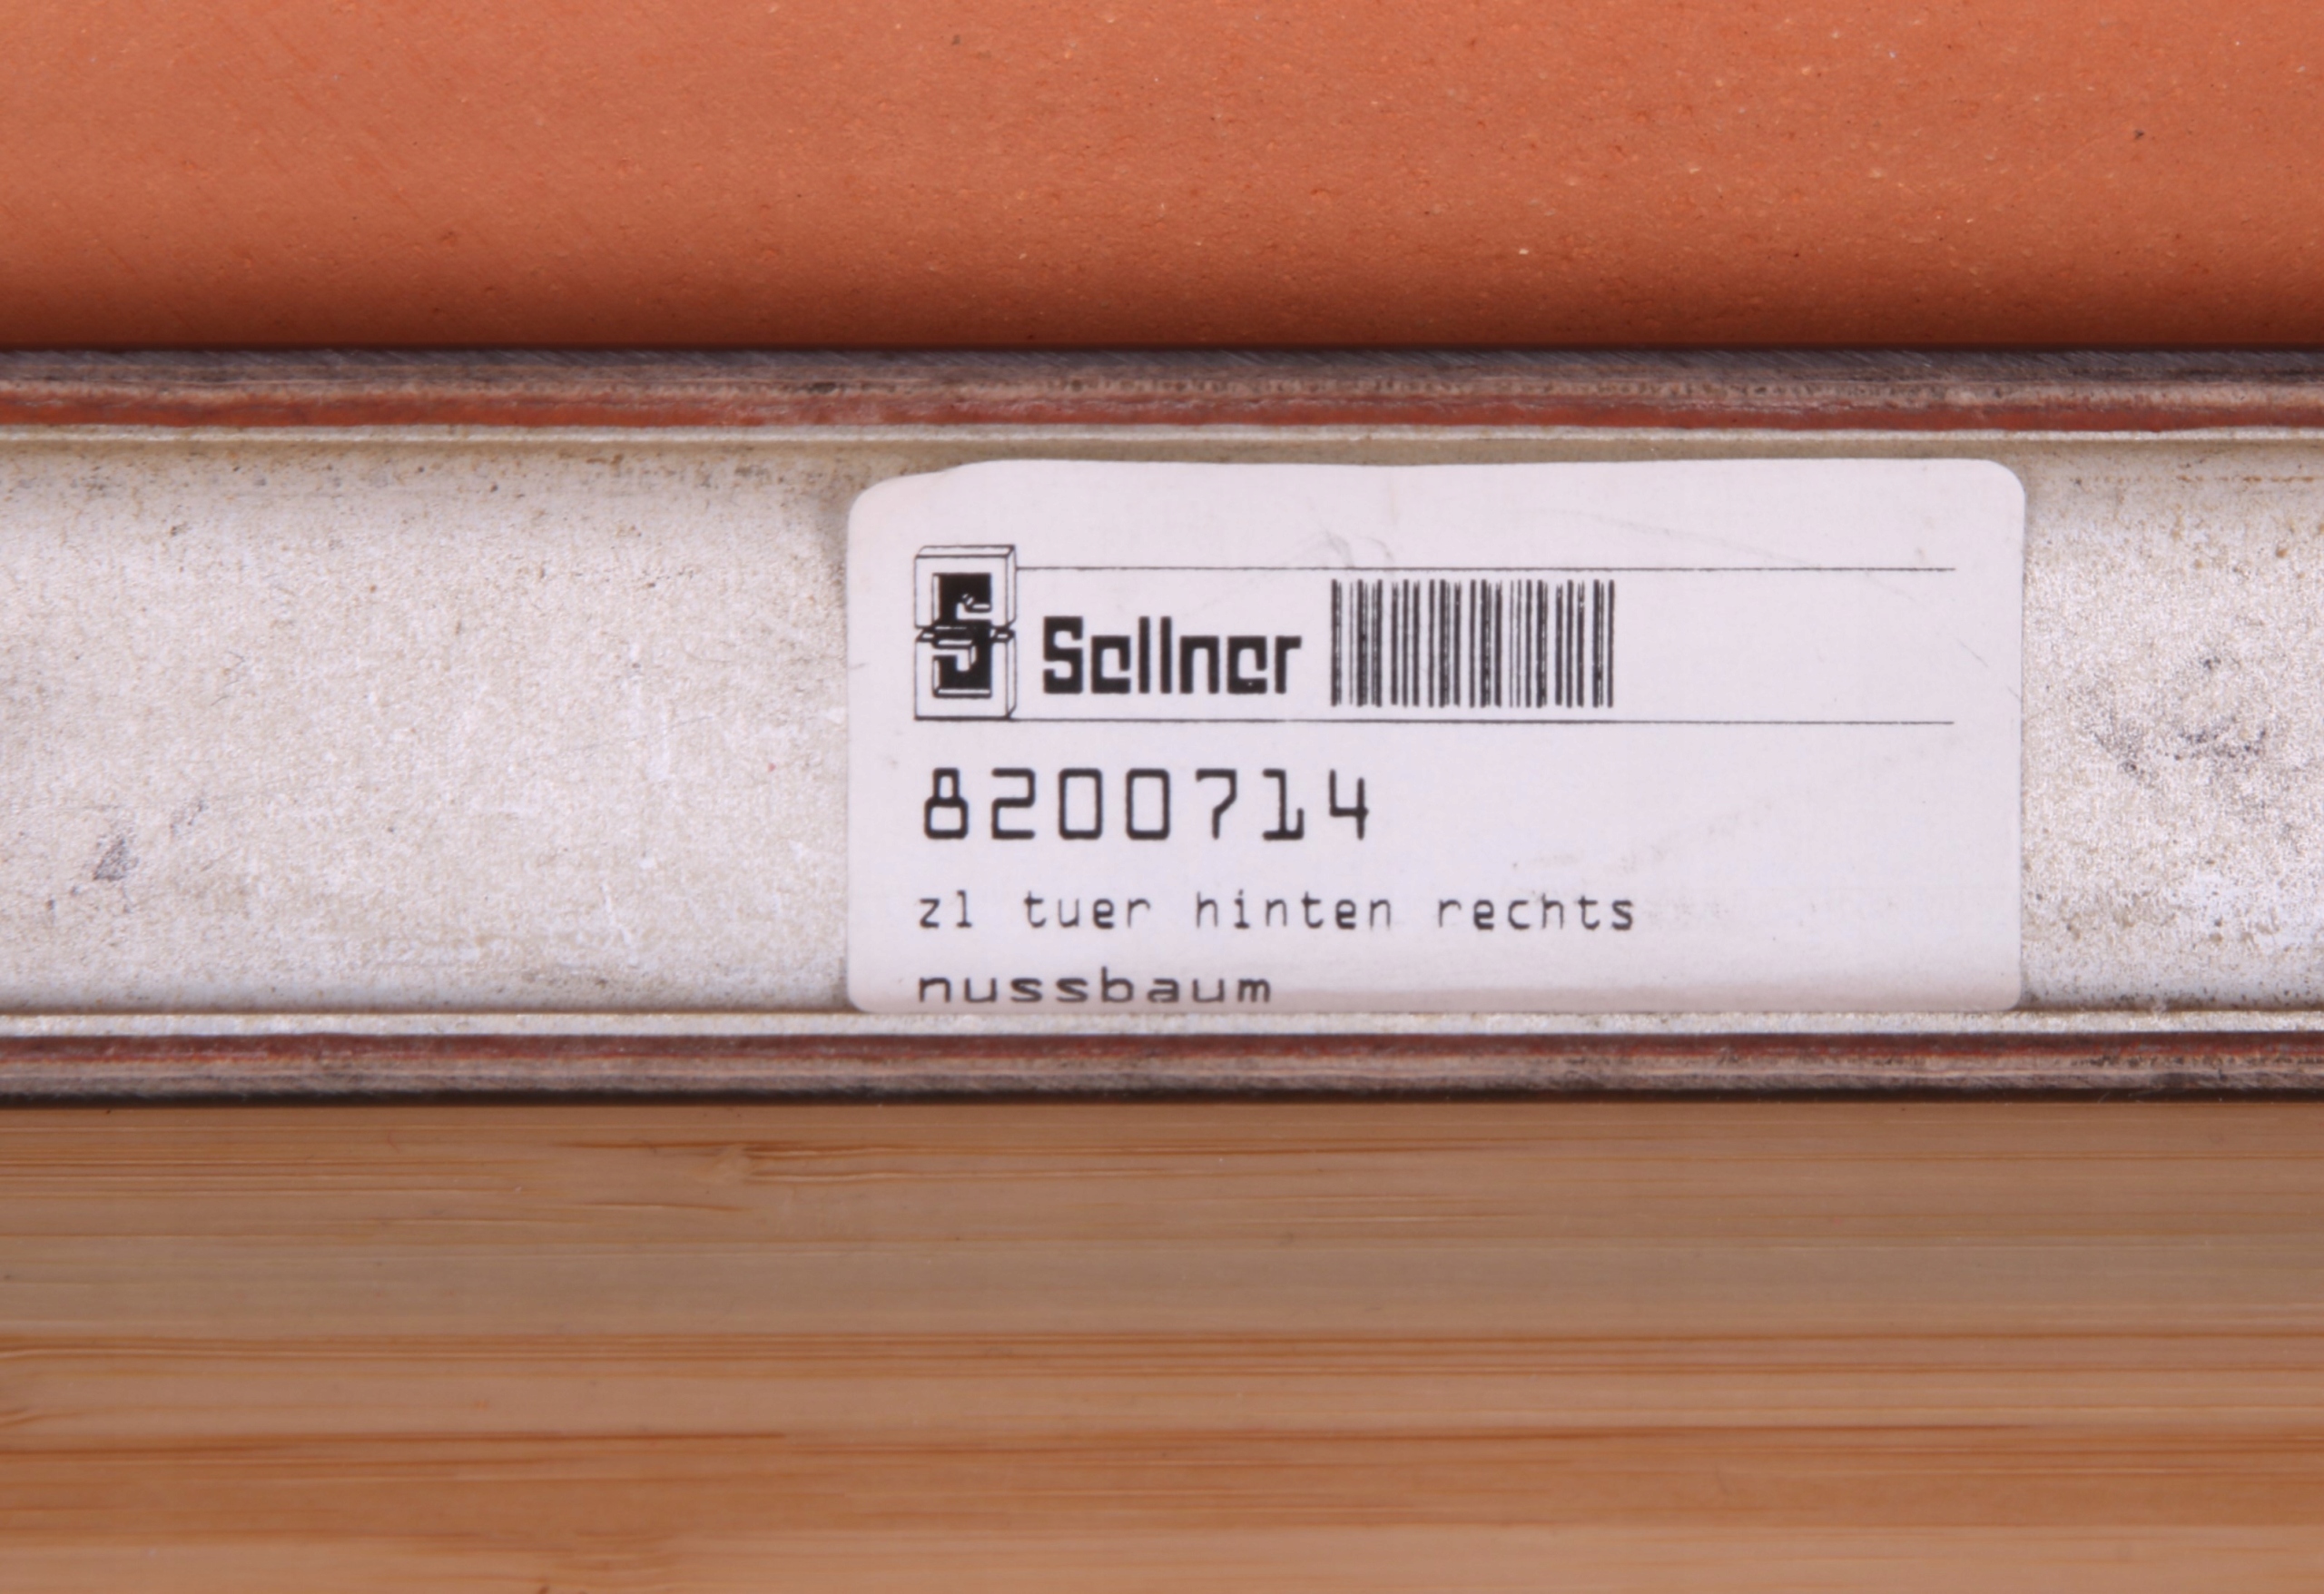 Sellner
8200714
zl tuer hinten rechts
nussbaum